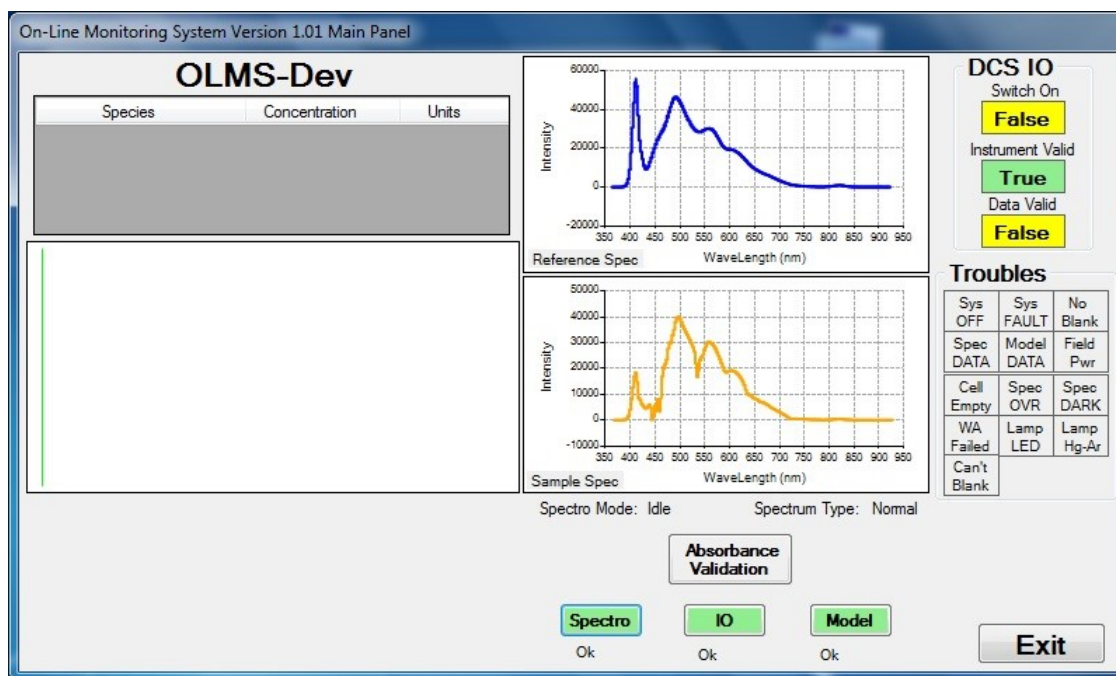 On-Line Monitoring System Version 1.01 Main Panel
OLMS-Dev
Species Concentration Units
60000
40000
20000
0
-20000
Intensity
350 400 450 500 550 600 650 700 750 800 850 900 950
WaveLength (nm)
Reference Spec
50000
40000
30000
20000
10000
0
-10000
Intensity
350 400 450 500 550 600 650 700 750 800 850 900 950
WaveLength (nm)
Sample Spec
Spectro Mode: Idle Spectrum Type: Normal
Absorbance
Validation
Spectro IO Model
Ok Ok Ok
DCS IO
Switch On
False
Instrument Valid
True
Data Valid
False
Troubles
Sys OFF
Sys FAULT
No Blank
Spec DATA
Model DATA
Field Pwr
Cell Empty
Spec OVR
Spec DARK
WA Failed
Lamp LED
Lamp Hg-Ar
Can't Blank
Exit